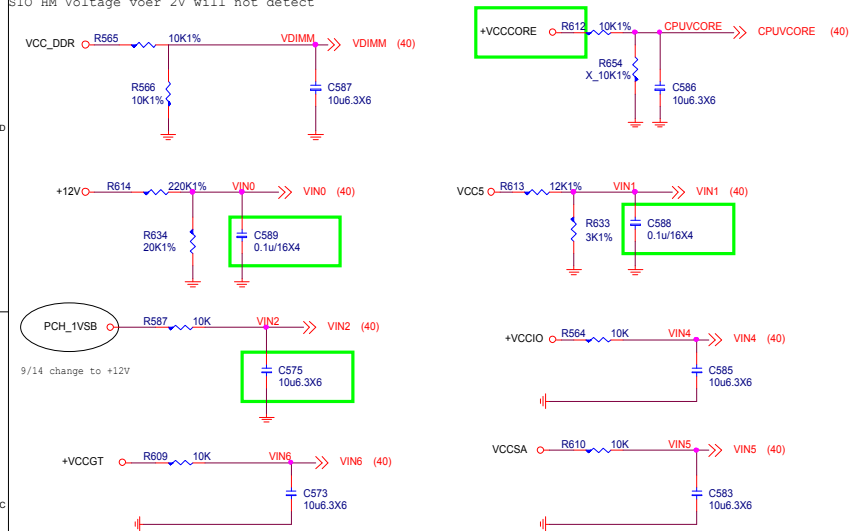 SIO HM voltage voer 2V will not detect
VCC_DDR R565 10K1% VDIMM VDIMM (40)
R566
10K1%
C587
10u6.3X6
+VCCCORE R612 10K1% CPUVCORE CPUVCORE (40)
R654
X_10K1%
C586
10u6.3X6
D
+12V R614 220K1% VIN0 VIN0 (40)
R634
20K1%
C589
0.1u/16X4
VCC5 R613 12K1% VIN1 VIN1 (40)
R633
3K1%
C588
0.1u/16X4
PCH_1VSB R587 10K VIN2 VIN2 (40)
C575
10u6.3X6
9/14 change to +12V
+VCCIO R564 10K VIN4 VIN4 (40)
C585
10u6.3X6
+VCCGT R609 10K VIN6 VIN6 (40)
C573
10u6.3X6
VCCSA R610 10K VIN5 VIN5 (40)
C583
10u6.3X6
C